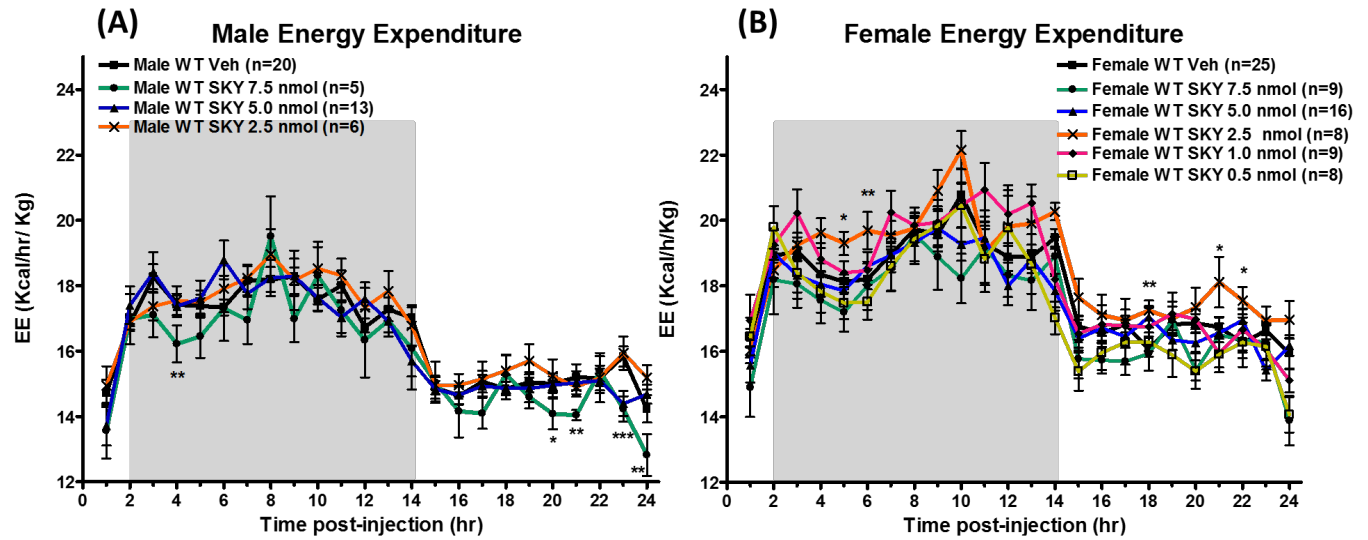 (A)
Male Energy Expenditure
Male WT Veh (n=20)
Male WT SKY 7.5 nmol (n=5)
Male WT SKY 5.0 nmol (n=13)
Male WT SKY 2.5 nmol (n=6)
EE (Kcal/hr/ Kg)
24
22
20
18
16
14
12
**
*
**
***
**
0 2 4 6 8 10 12 14 16 18 20 22 24
Time post-injection (hr)
(B)
Female Energy Expenditure
Female WT Veh (n=25)
Female WT SKY 7.5 nmol (n=9)
Female WT SKY 5.0 nmol (n=16)
Female WT SKY 2.5 nmol (n=8)
Female WT SKY 1.0 nmol (n=9)
Female WT SKY 0.5 nmol (n=8)
EE (Kcal/h/Kg)
24
22
20
18
16
14
12
*
**
**
*
*
0 2 4 6 8 10 12 14 16 18 20 22 24
Time post-injection (hr)